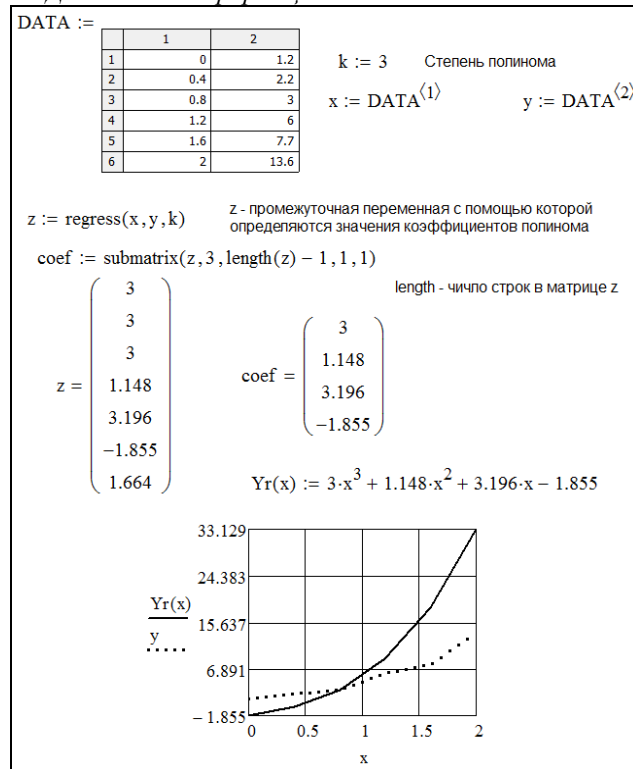 DATA :=
1 2
1 0 1.2
2 0.4 2.2
3 0.8 3
4 1.2 6
5 1.6 7.7
6 2 13.6
k := 3 Степень полинома
x := DATA⟨1⟩ y := DATA⟨2⟩
z := regress(x,y,k)
z - промежуточная переменная с помощью которой
определяются значения коэффициентов полинома
coef := submatrix(z,3,length(z) − 1,1,1)
length - чичпо строк в матрице z
z =
3
3
3
1.148
3.196
−1.855
1.664
coef =
3
1.148
3.196
−1.855
Yr(x) := 3·x³ + 1.148·x² + 3.196·x − 1.855
33.129
24.383
15.637
6.891
− 1.855
Yr(x)
y
0 0.5 1 1.5 2
x